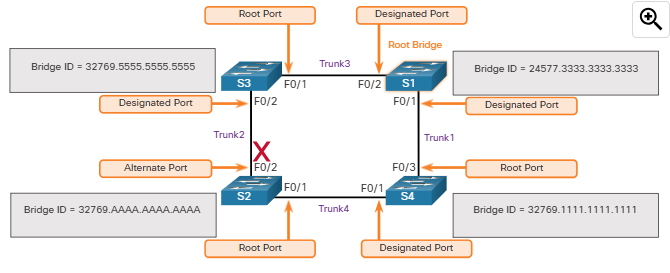 Root Port
Designated Port
Root Bridge
Bridge ID = 32769.5555.5555.5555
Trunk3
Bridge ID = 24577.3333.3333.3333
S3
F0/1
F0/2
S1
Designated Port
F0/2
F0/1
Designated Port
Trunk2
X
Trunk1
Alternate Port
F0/2
F0/3
Root Port
S2
F0/1
F0/1
S4
Bridge ID = 32769.AAAA.AAAA.AAAA
Trunk4
Bridge ID = 32769.1111.1111.1111
Root Port
Designated Port